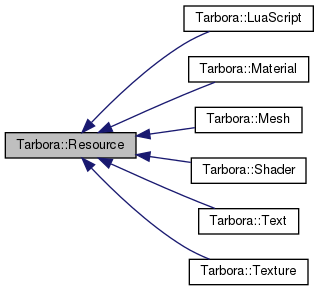 Tarbora::LuaScript
Tarbora::Material
Tarbora::Mesh
Tarbora::Resource
Tarbora::Shader
Tarbora::Text
Tarbora::Texture